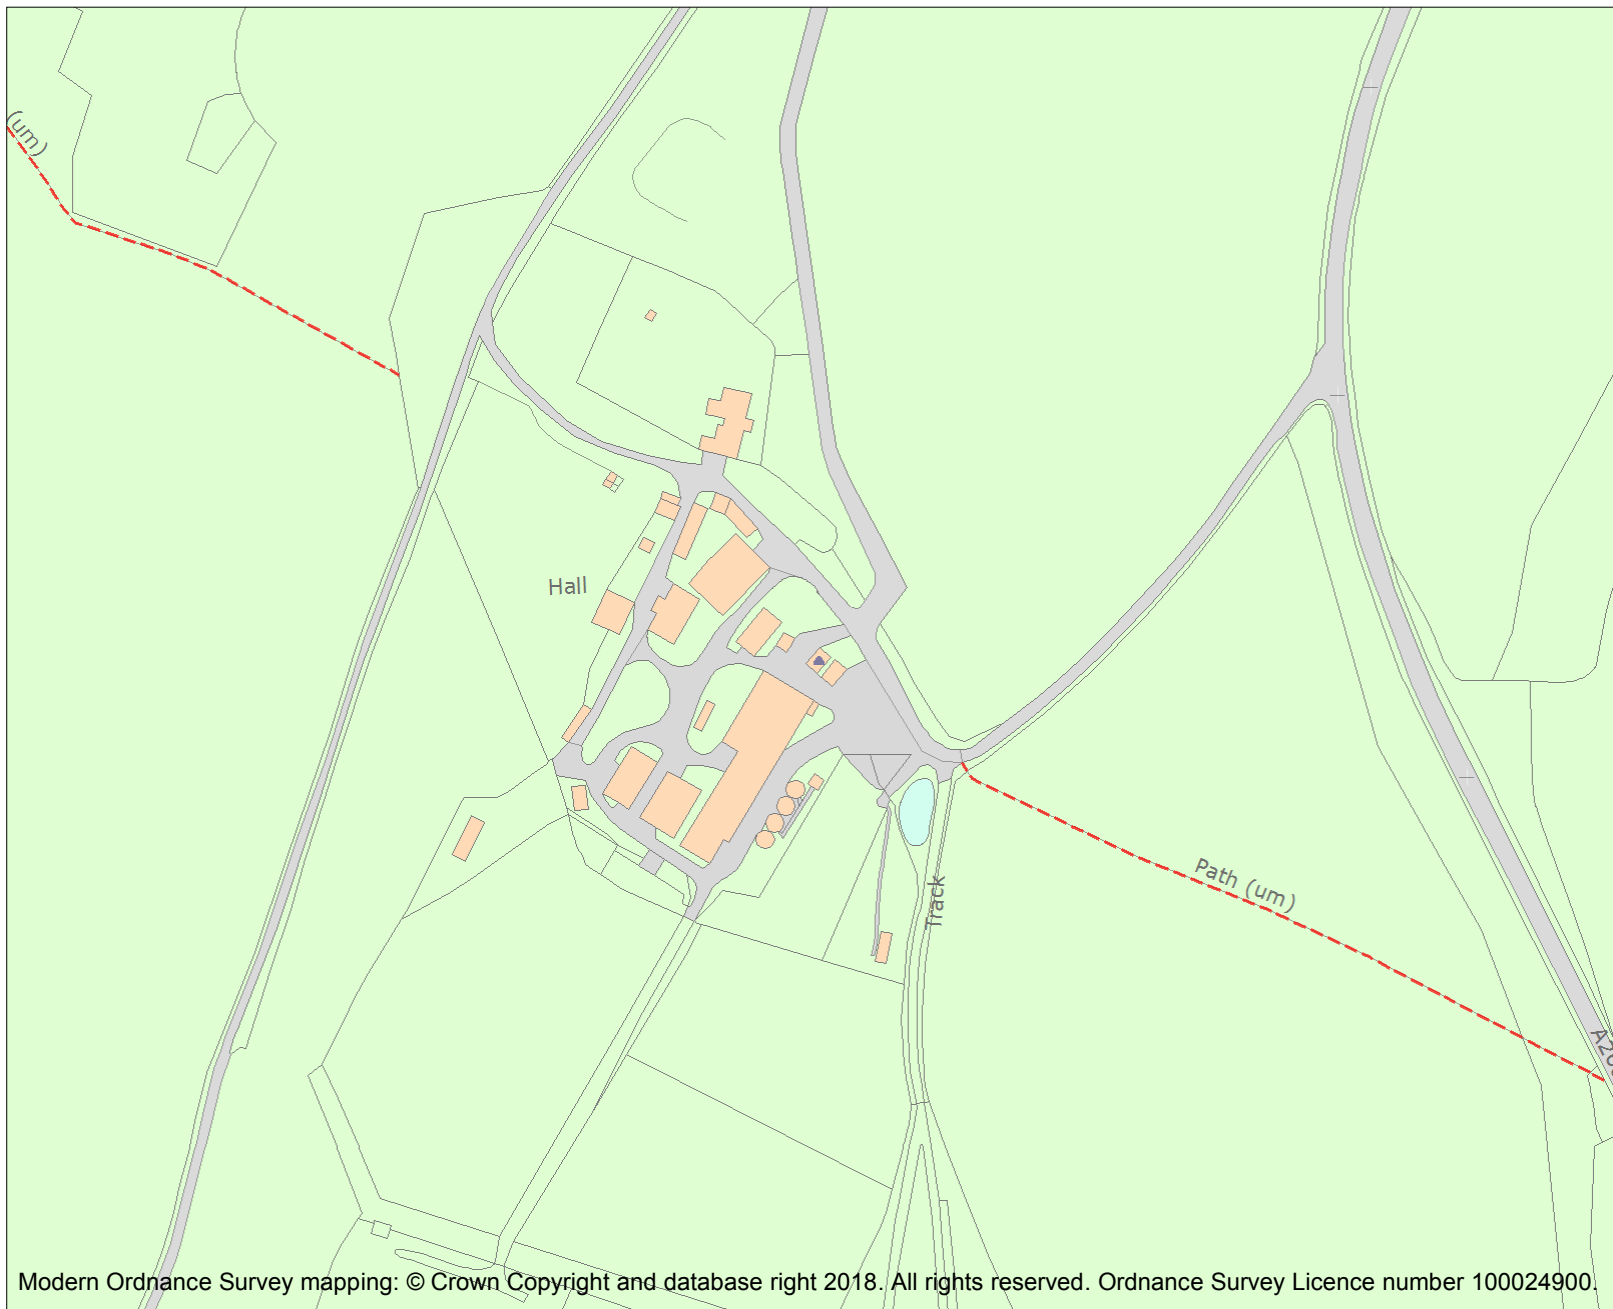 (um)
Hall
Path (um)
Track
Modern Ordnance Survey mapping: © Crown Copyright and database right 2018. All rights reserved. Ordnance Survey Licence number 100024900.